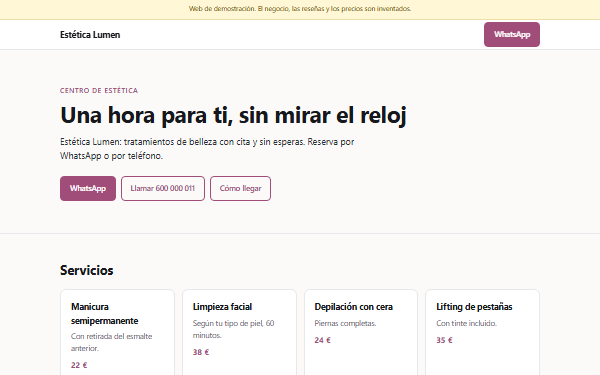 Web de demostración. El negocio, las reseñas y los precios son inventados.
Estética Lumen
WhatsApp
CENTRO DE ESTÉTICA
Una hora para ti, sin mirar el reloj
Estética Lumen: tratamientos de belleza con cita y sin esperas. Reserva por
WhatsApp o por teléfono.
WhatsApp
Llamar 600 000 011
Cómo llegar
Servicios
Manicura
semipermanente
Con retirada del esmalte
anterior.
22 €
Limpieza facial
Según tu tipo de piel, 60
minutos.
38 €
Depilación con cera
Piernas completas.
24 €
Lifting de pestañas
Con tinte incluido.
35 €